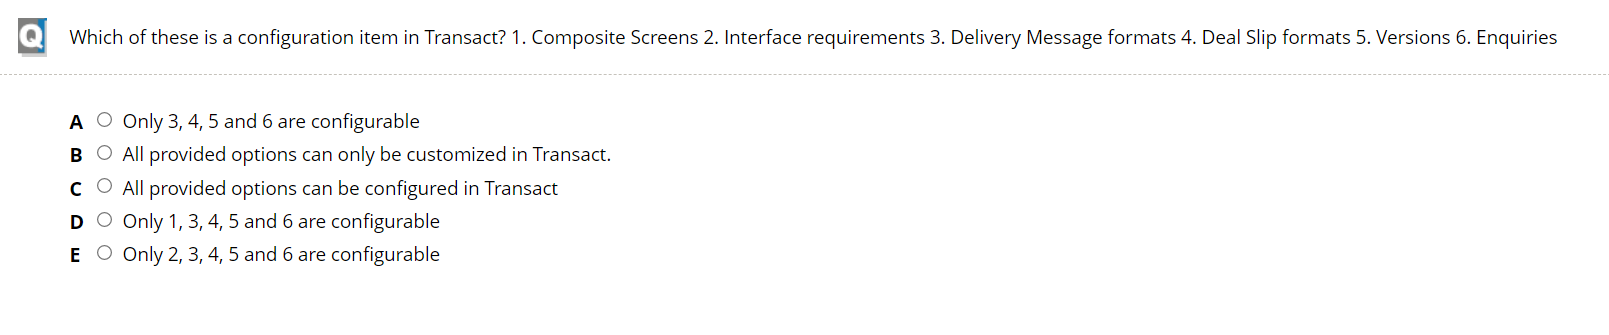 Q Which of these is a configuration item in Transact? 1. Composite Screens 2. Interface requirements 3. Delivery Message formats 4. Deal Slip formats 5. Versions 6. Enquiries
A Only 3, 4, 5 and 6 are configurable
B All provided options can only be customized in Transact.
C All provided options can be configured in Transact
D Only 1, 3, 4, 5 and 6 are configurable
E Only 2, 3, 4, 5 and 6 are configurable